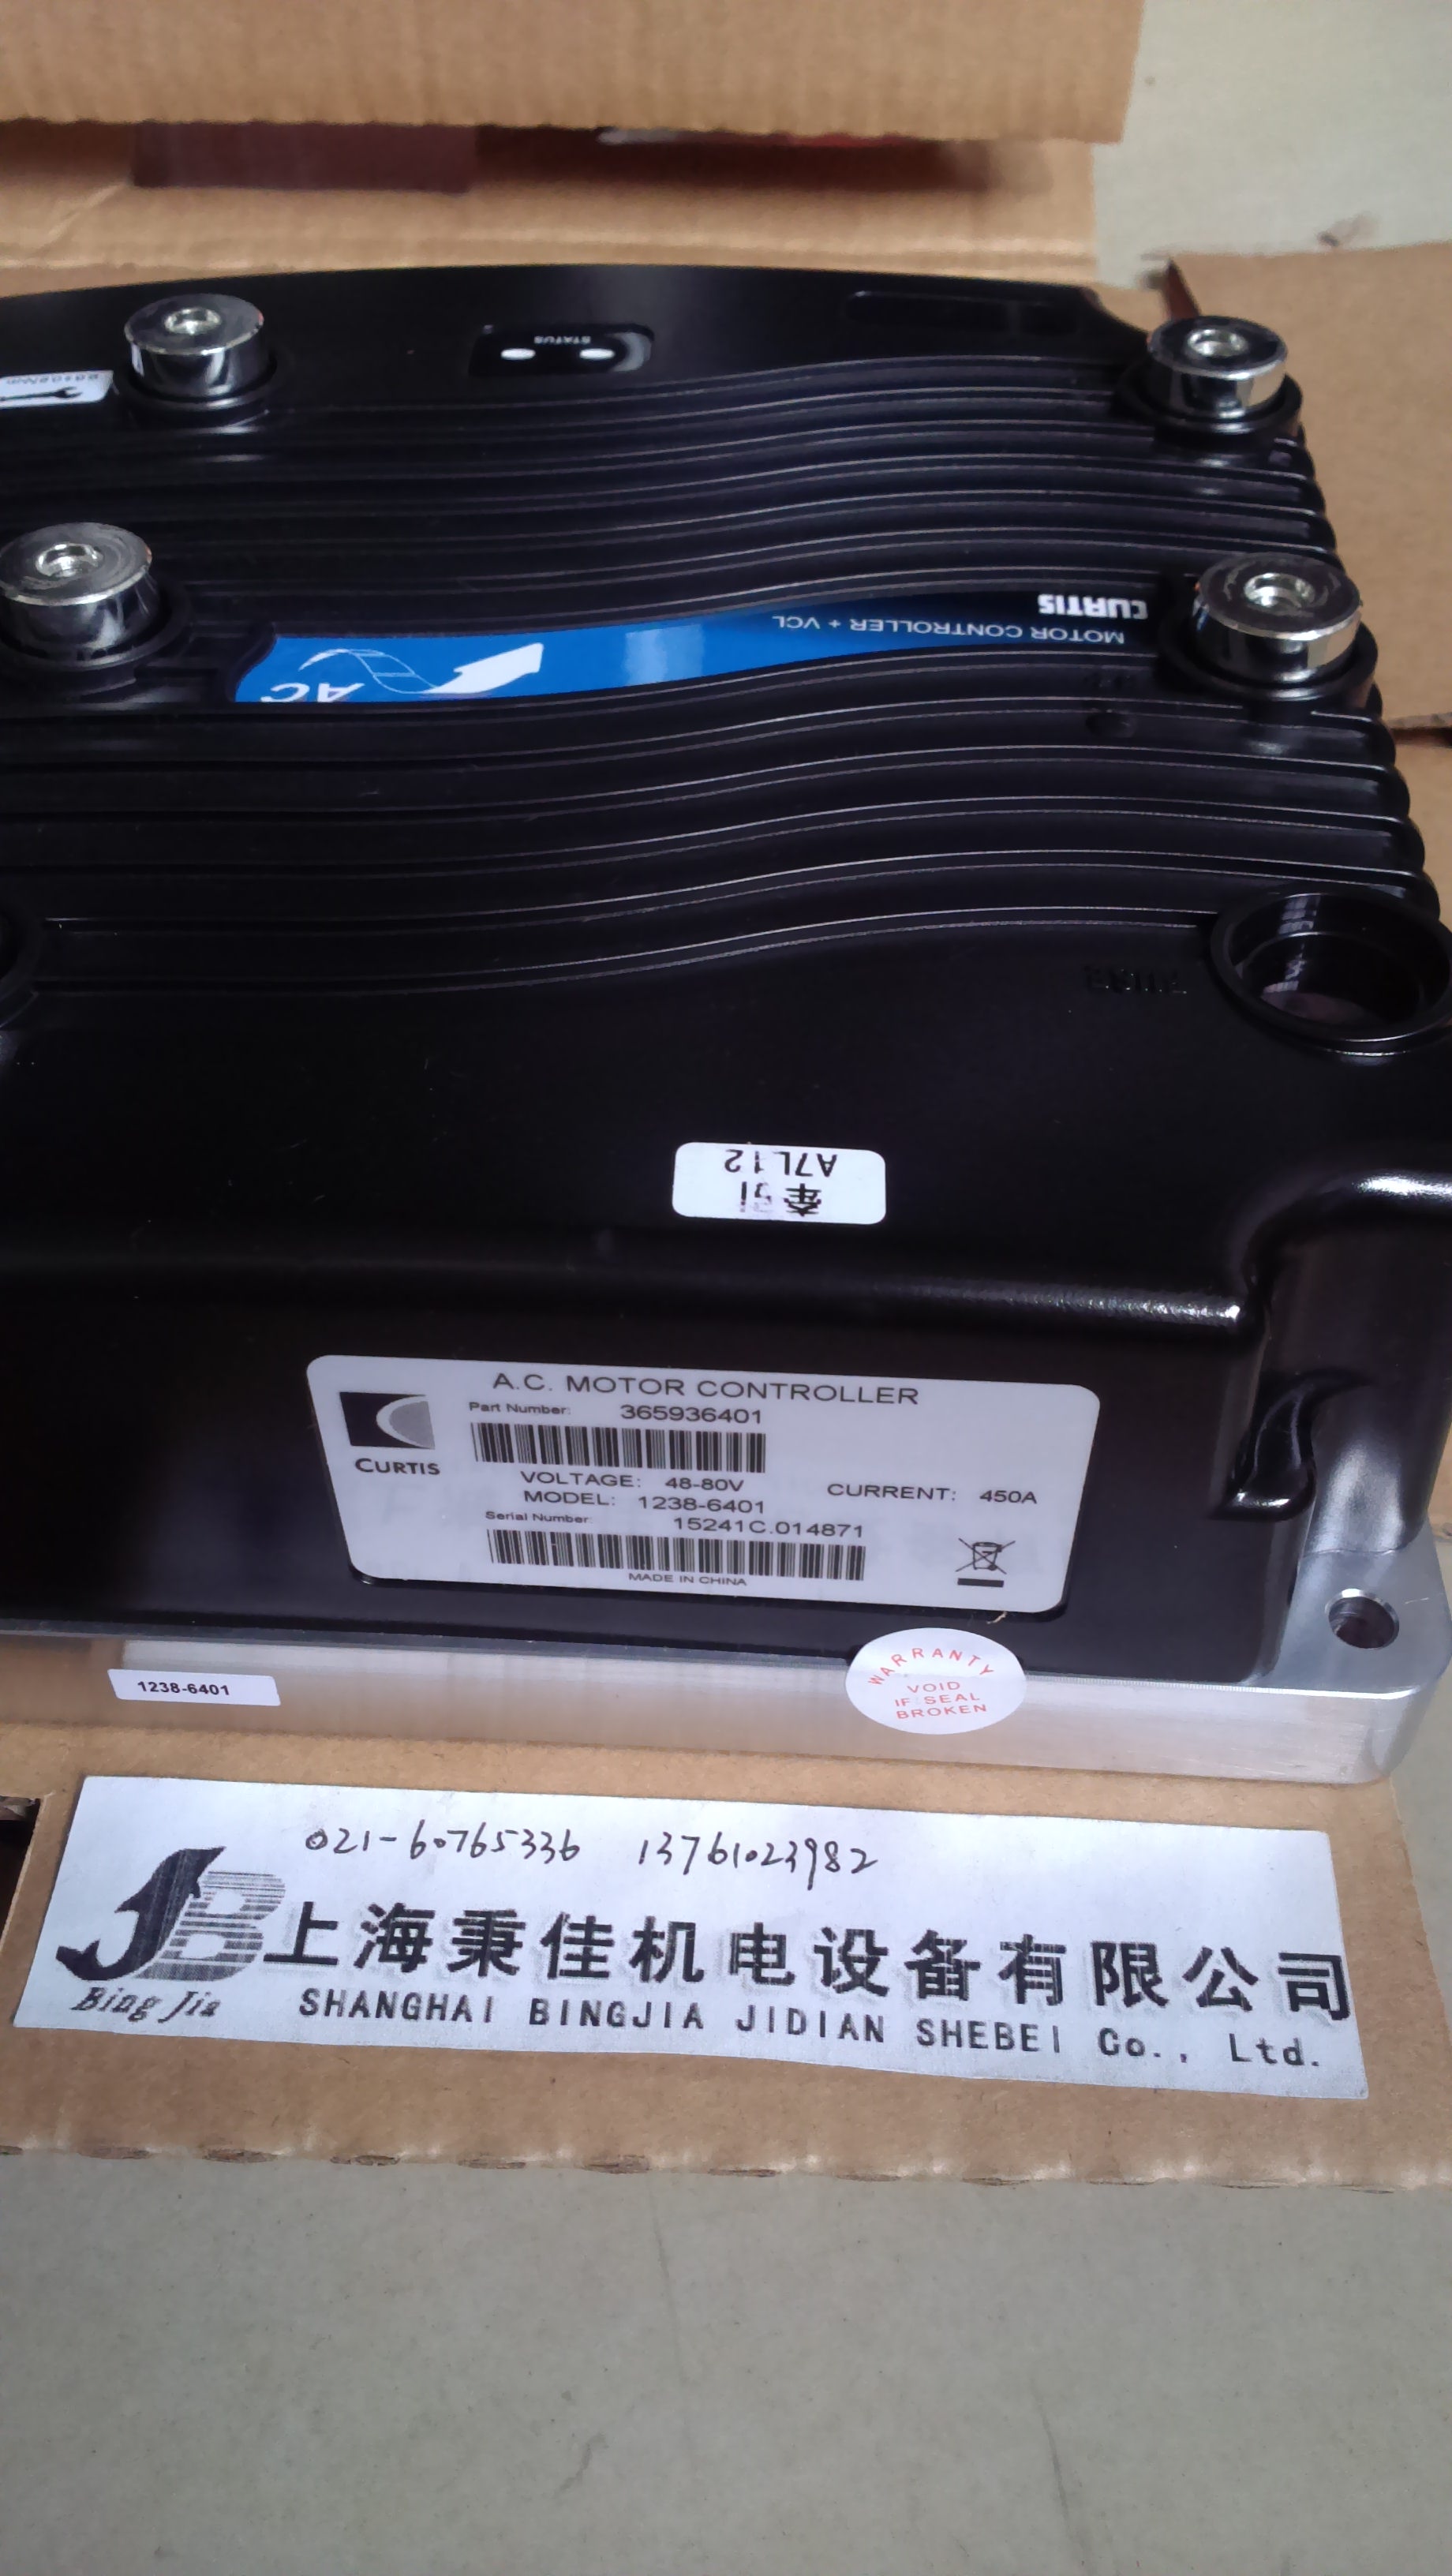 STATUS
CURTIS
MOTOR CONTROLLER + VCL
AC
A7L12
牵引
A.C. MOTOR CONTROLLER
Part Number: 365936401
CURTIS
VOLTAGE: 48-80V CURRENT: 450A
MODEL: 1238-6401
Serial Number: 15241C.014871
MADE IN CHINA
1238-6401
WARRANTY
VOID
IF SEAL
BROKEN
021-60765336 13761023982
JB
上海秉佳机电设备有限公司
Bing Jia
SHANGHAI BINGJIA JIDIAN SHEBEI Co., Ltd.